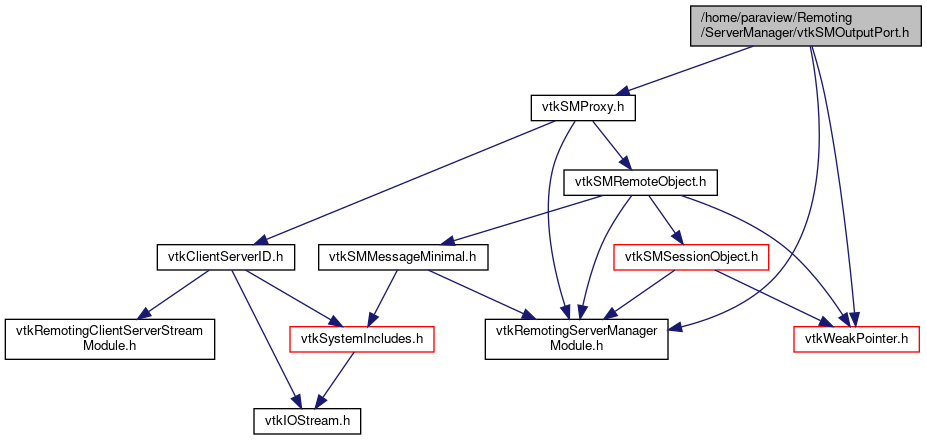 /home/paraview/Remoting
/ServerManager/vtkSMOutputPort.h
vtkSMProxy.h
vtkSMRemoteObject.h
vtkClientServerID.h
vtkSMMessageMinimal.h
vtkSMSessionObject.h
vtkRemotingClientServerStream
Module.h
vtkSystemIncludes.h
vtkRemotingServerManager
Module.h
vtkWeakPointer.h
vtkIOStream.h